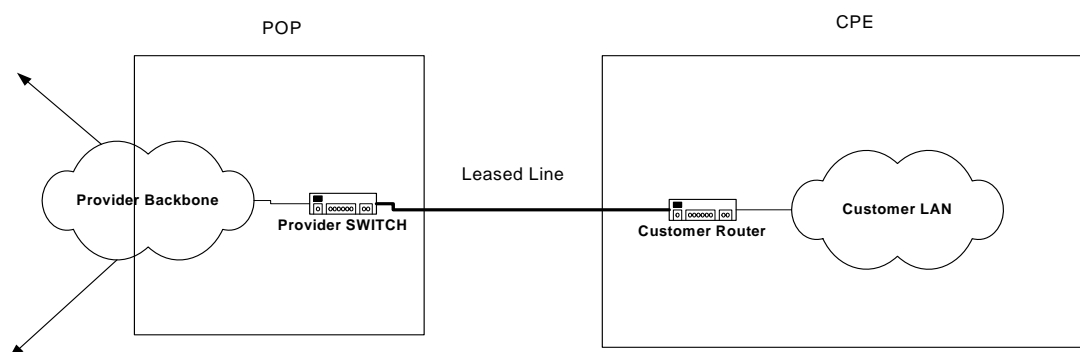 POP
CPE
Leased Line
Provider Backbone
Provider SWITCH
Customer Router
Customer LAN